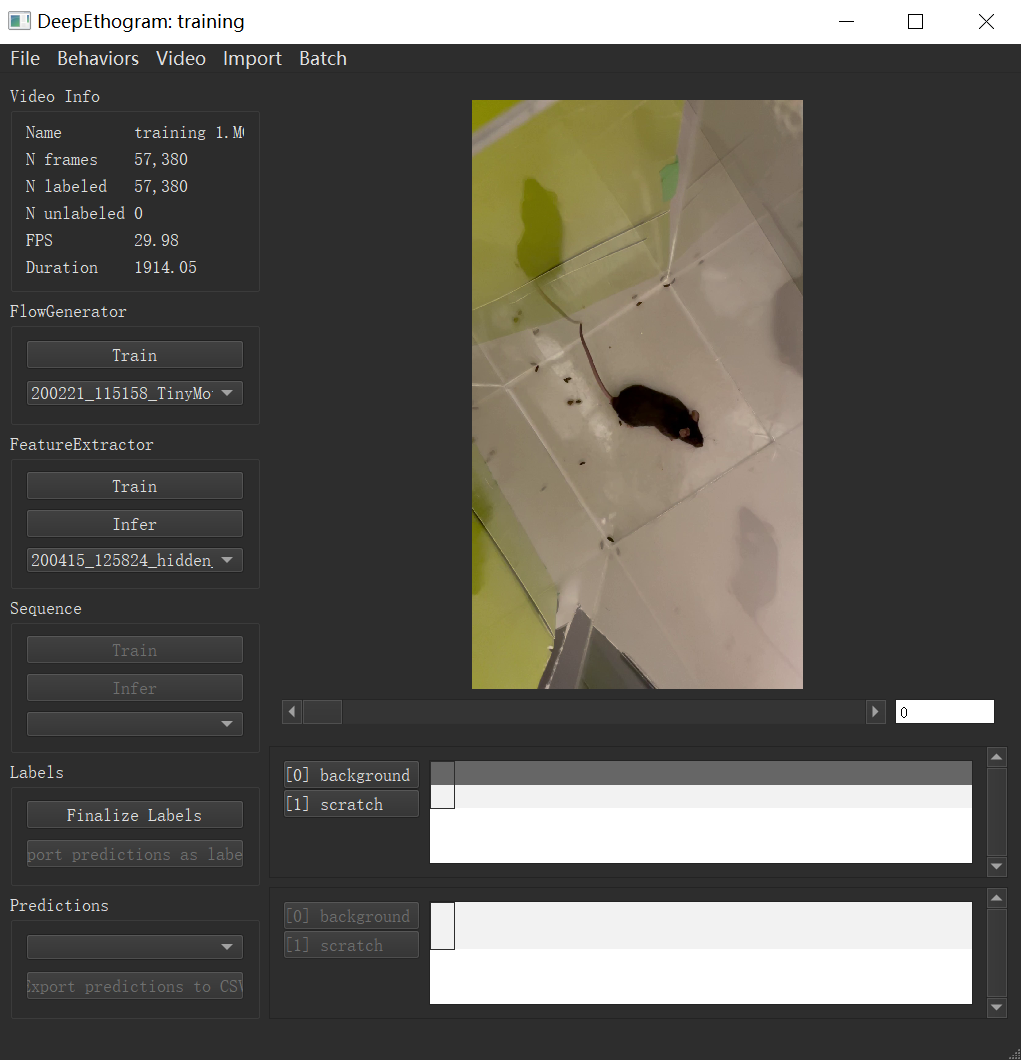 DeepEthogram: training
File Behaviors Video Import Batch
Video Info
Name training 1.M
N frames 57,380
N labeled 57,380
N unlabeled 0
FPS 29.98
Duration 1914.05
FlowGenerator
Train
200221_115158_TinyMo
FeatureExtractor
Train
Infer
200415_125824_hidden_
Sequence
Train
Infer
0
Labels
[0] background
[1] scratch
Finalize Labels
port predictions as labe
Predictions
[0] background
[1] scratch
Export predictions to CSV